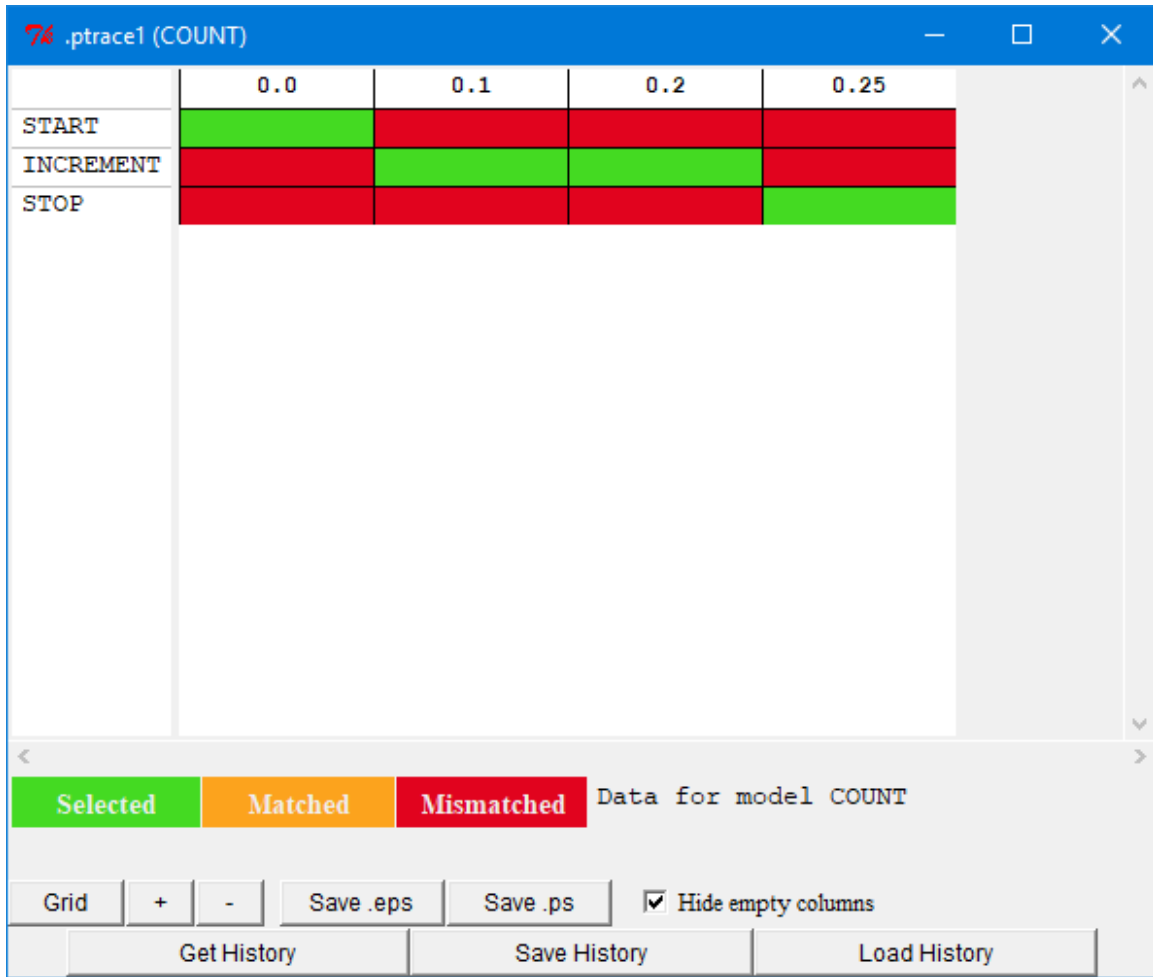 .ptrace1 (COUNT)
0.0 0.1 0.2 0.25
START
INCREMENT
STOP
Selected Matched Mismatched Data for model COUNT
Grid + - Save .eps Save .ps Hide empty columns
Get History Save History Load History